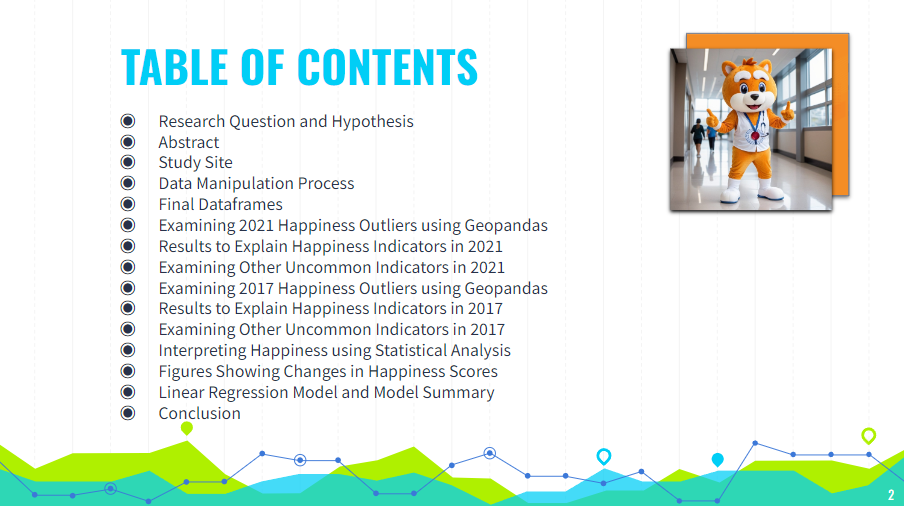 TABLE OF CONTENTS
Research Question and Hypothesis
Abstract
Study Site
Data Manipulation Process
Final Dataframes
Examining 2021 Happiness Outliers using Geopandas
Results to Explain Happiness Indicators in 2021
Examining Other Uncommon Indicators in 2021
Examining 2017 Happiness Outliers using Geopandas
Results to Explain Happiness Indicators in 2017
Examining Other Uncommon Indicators in 2017
Interpreting Happiness using Statistical Analysis
Figures Showing Changes in Happiness Scores
Linear Regression Model and Model Summary
Conclusion
2